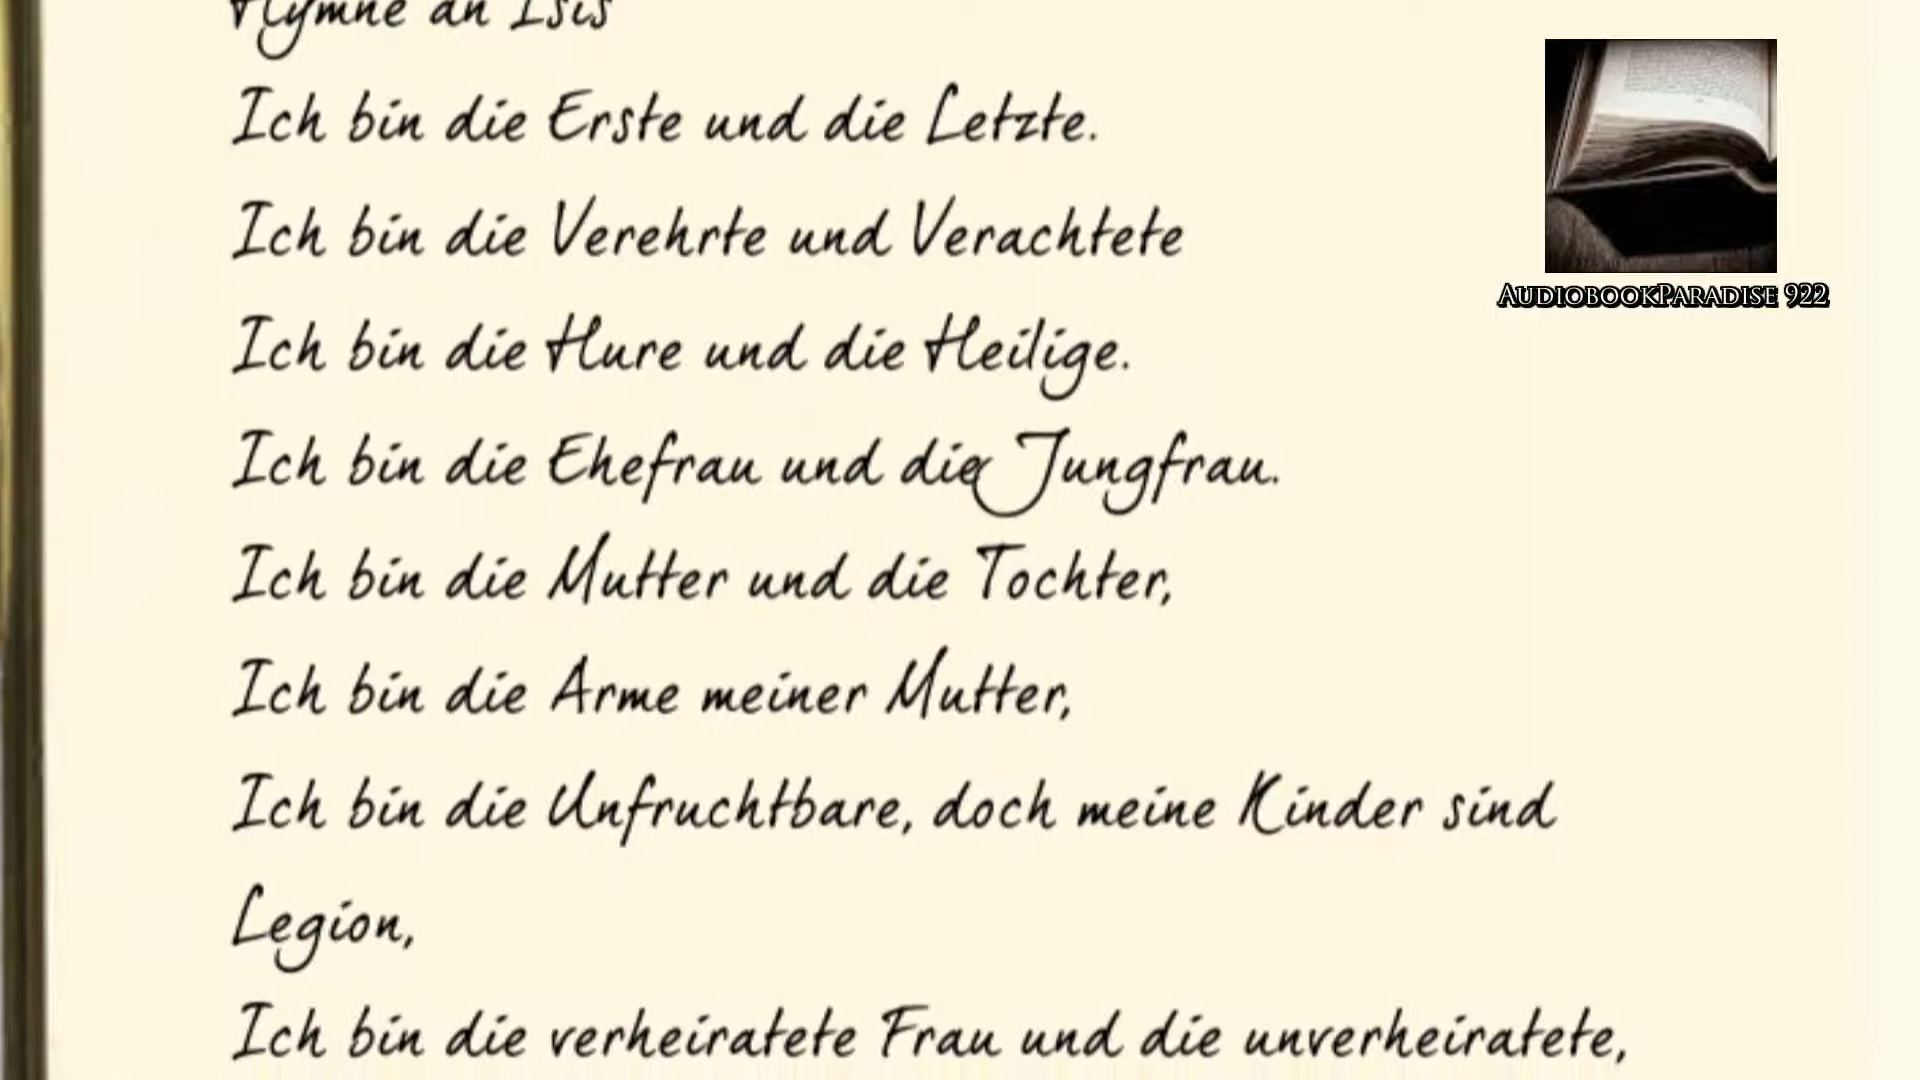 Hymne an Isis
Ich bin die Erste und die Letzte.
Ich bin die Verehrte und Verachtete
Ich bin die Hure und die Heilige.
Ich bin die Ehefrau und die Jungfrau.
Ich bin die Mutter und die Tochter,
Ich bin die Arme meiner Mutter,
Ich bin die Unfruchtbare, doch meine Kinder sind
Legion,
Ich bin die verheiratete Frau und die unverheiratete,
AudiobookParadise 922